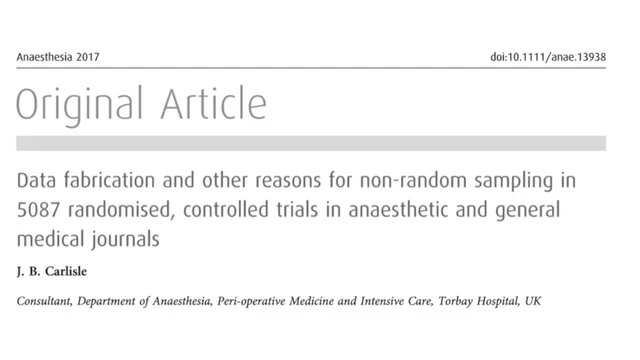 Anaesthesia 2017
doi:10.1111/anae.13938
Original Article
Data fabrication and other reasons for non-random sampling in
5087 randomised, controlled trials in anaesthetic and general
medical journals
J. B. Carlisle
Consultant, Department of Anaesthesia, Peri-operative Medicine and Intensive Care, Torbay Hospital, UK